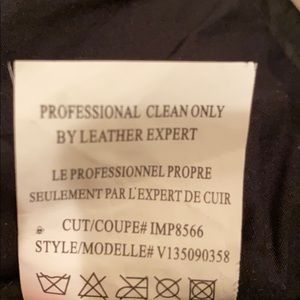 PROFESSIONAL CLEAN ONLY
BY LEATHER EXPERT
LE PROFESSIONNEL PROPRE
SEULEMENT PAR L'EXPERT DE CUIR
CUT/COUPE# IMP8566
STYLE/MODELLE# V135090358